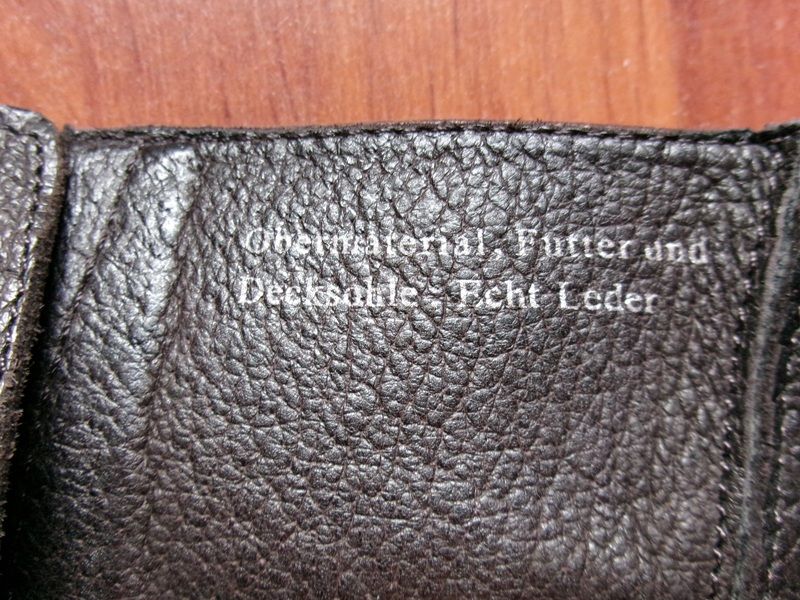 Obermaterial, Futter und
Decksohle - Echt Leder